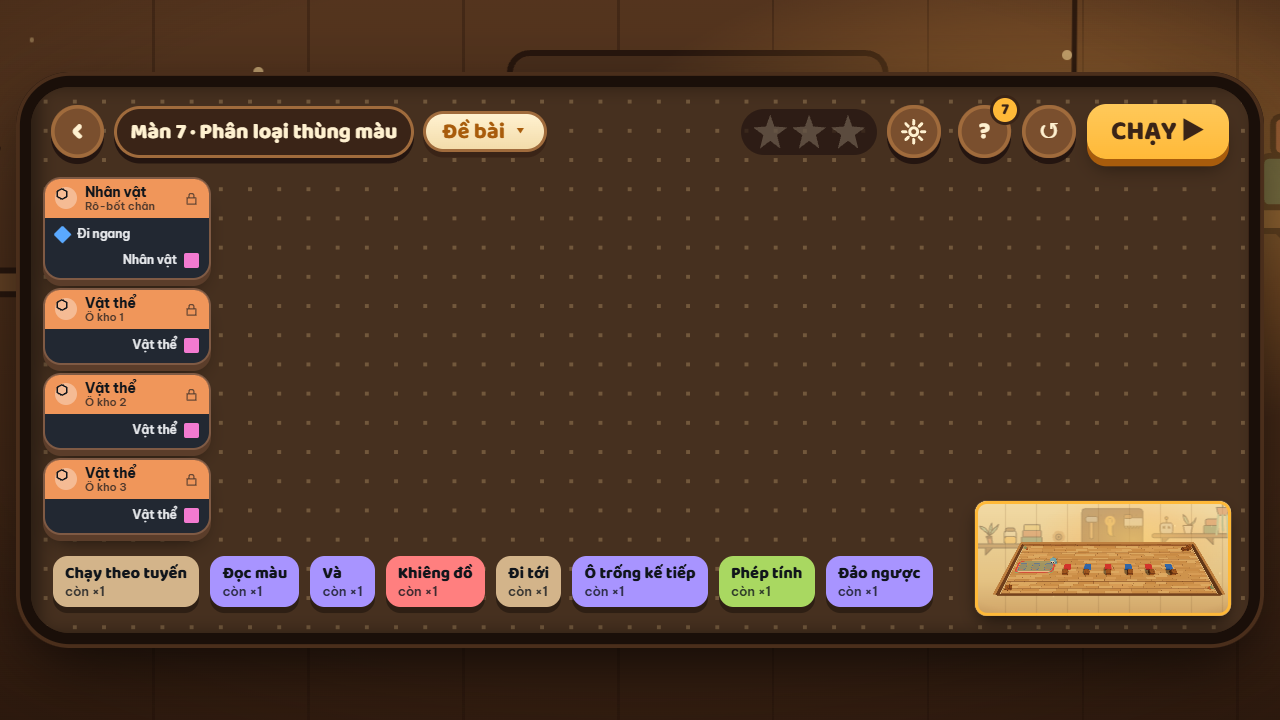 Màn 7 • Phân loại thùng màu
Đề bài
?
7
CHẠY
Nhân vật
Rô-bốt chân
Đi ngang
Nhân vật
Vật thể
Ô kho 1
Vật thể
Vật thể
Ô kho 2
Vật thể
Vật thể
Ô kho 3
Vật thể
Chạy theo tuyến
còn ×1
Đọc màu
còn ×1
Và
còn ×1
Khiêng đồ
còn ×1
Đi tới
còn ×1
Ô trống kế tiếp
còn ×1
Phép tính
còn ×1
Đảo ngược
còn ×1